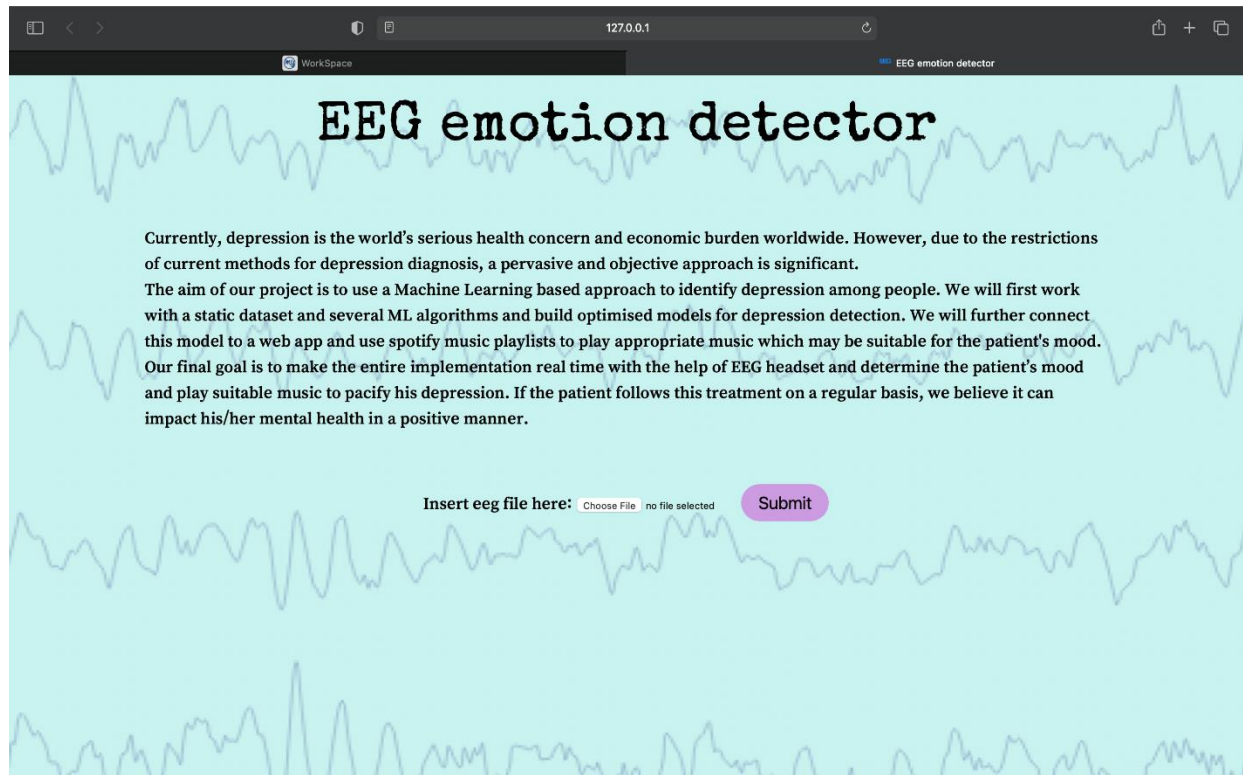 127.0.0.1
WorkSpace
EEG emotion detector
EEG emotion detector
Currently, depression is the world's serious health concern and economic burden worldwide. However, due to the restrictions
of current methods for depression diagnosis, a pervasive and objective approach is significant.
The aim of our project is to use a Machine Learning based approach to identify depression among people. We will first work
with a static dataset and several ML algorithms and build optimised models for depression detection. We will further connect
this model to a web app and use spotify music playlists to play appropriate music which may be suitable for the patient's mood.
Our final goal is to make the entire implementation real time with the help of EEG headset and determine the patient's mood
and play suitable music to pacify his depression. If the patient follows this treatment on a regular basis, we believe it can
impact his/her mental health in a positive manner.
Insert eeg file here: Choose File no file selected Submit